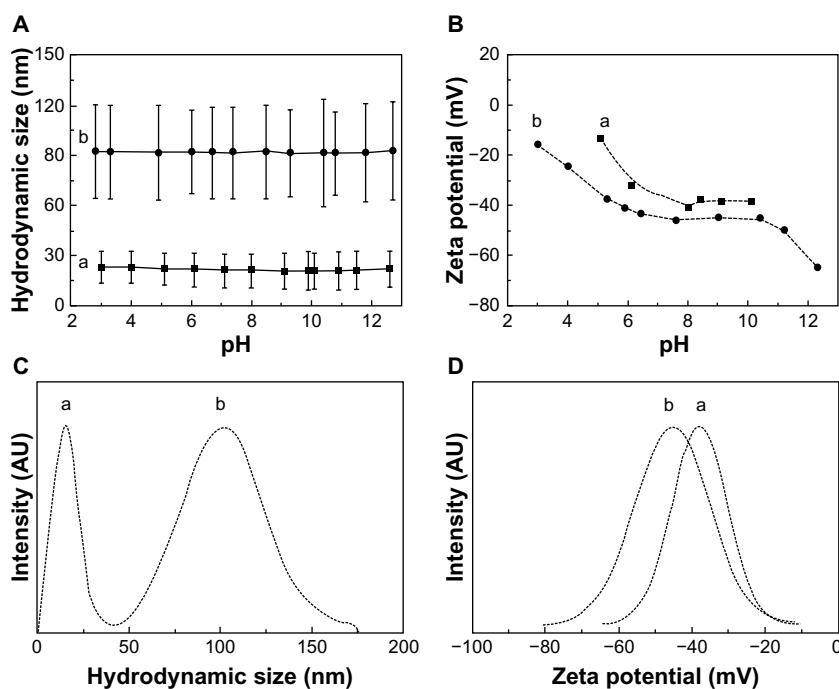 A
Hydrodynamic size (nm)
150
120
90
60
30
0
b
a
2
4
6
8
10
12
pH
B
Zeta potential (mV)
20
0
−20
−40
−60
−80
b
a
2
4
6
8
10
12
pH
C
Intensity (AU)
a
b
0
50
100
150
200
Hydrodynamic size (nm)
D
Intensity (AU)
b
a
−100
−80
−60
−40
−20
0
Zeta potential (mV)